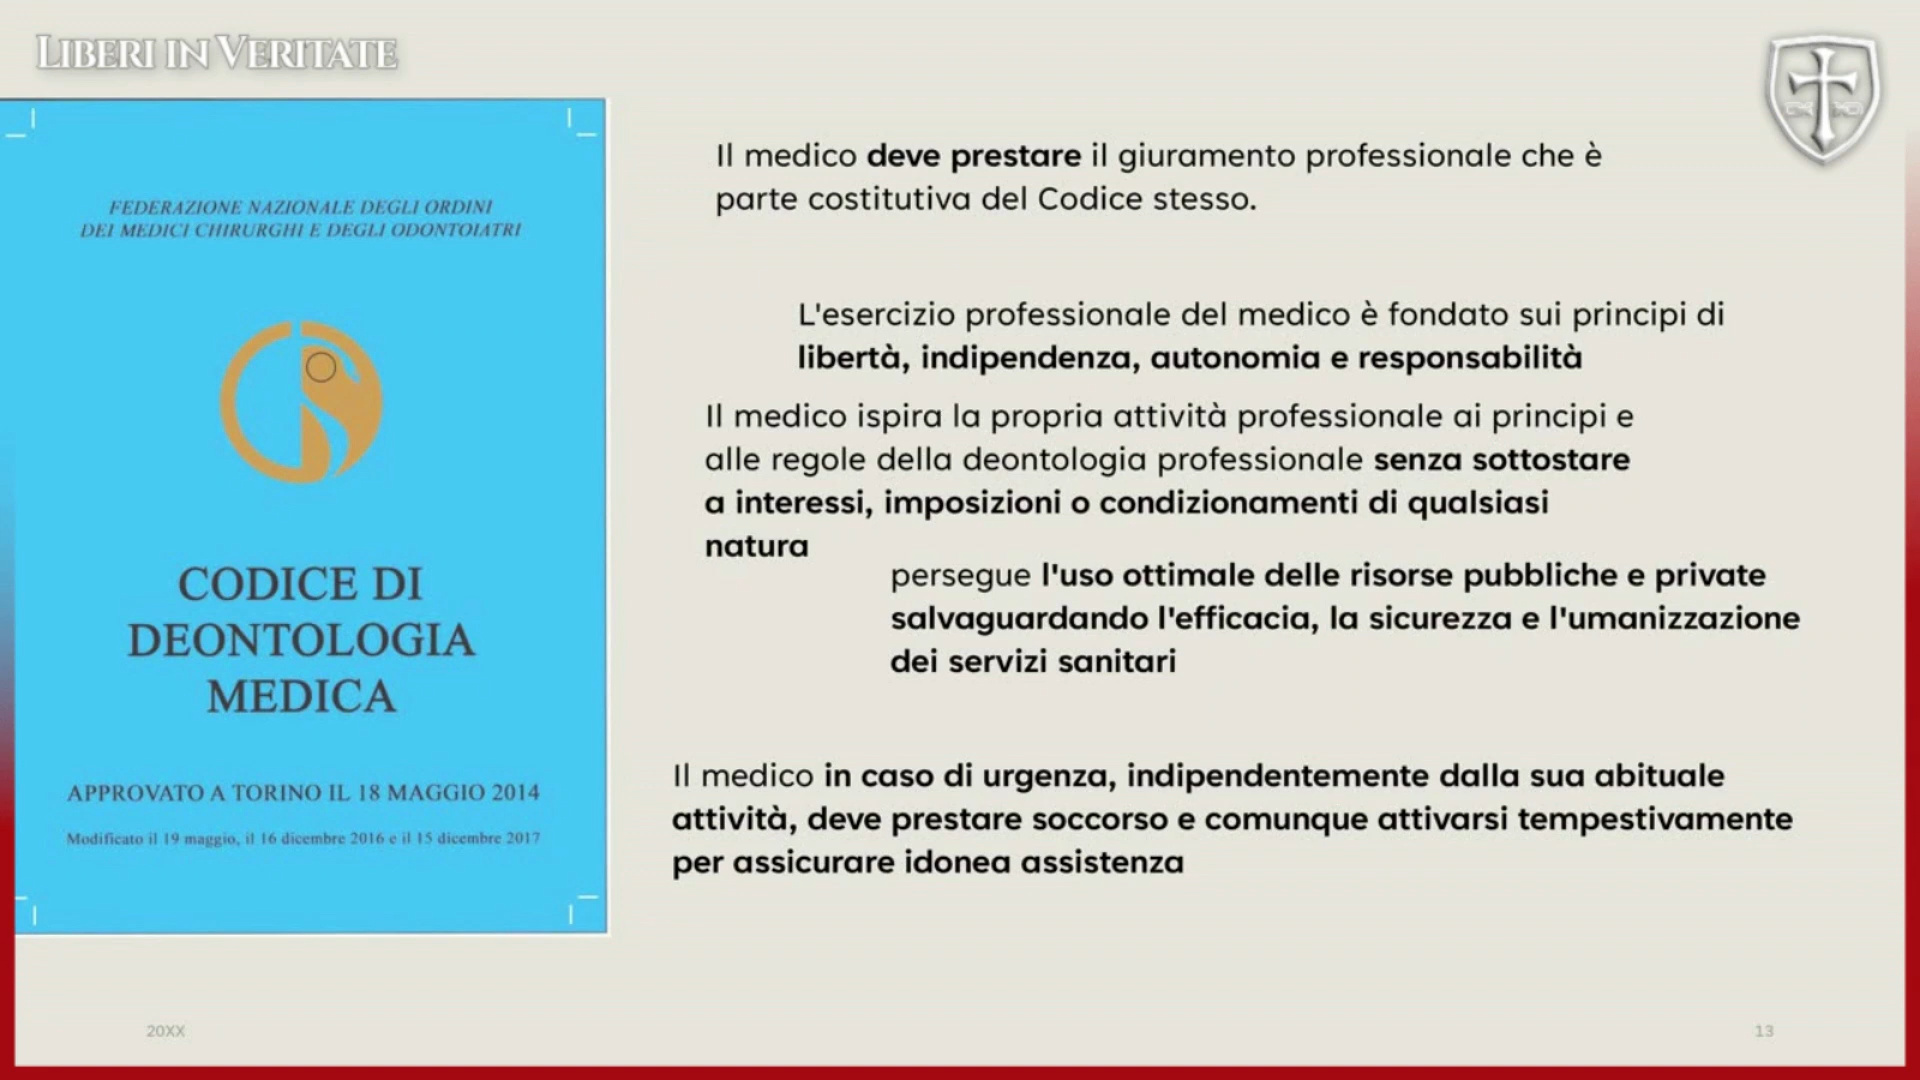 LIBERI IN VERITATE
FEDERAZIONE NAZIONALE DEGLI ORDINI
DEI MEDICI CHIRURGHI E DEGLI ODONTOIATRI
CODICE DI
DEONTOLOGIA
MEDICA
APPROVATO A TORINO IL 18 MAGGIO 2014
Modificato il 19 maggio, il 16 dicembre 2016 e il 15 dicembre 2017
Il medico deve prestare il giuramento professionale che è
parte costitutiva del Codice stesso.
L'esercizio professionale del medico è fondato sui principi di
libertà, indipendenza, autonomia e responsabilità
Il medico ispira la propria attività professionale ai principi e
alle regole della deontologia professionale senza sottostare
a interessi, imposizioni o condizionamenti di qualsiasi
natura
persegue l'uso ottimale delle risorse pubbliche e private
salvaguardando l'efficacia, la sicurezza e l'umanizzazione
dei servizi sanitari
Il medico in caso di urgenza, indipendentemente dalla sua abituale
attività, deve prestare soccorso e comunque attivarsi tempestivamente
per assicurare idonea assistenza
20XX
13